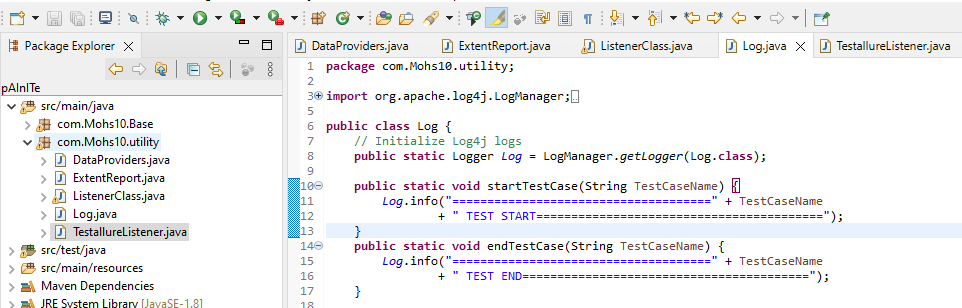 Package Explorer
pAInITe
src/main/java
com.Mohs10.Base
com.Mohs10.utility
DataProviders.java
ExtentReport.java
ListenerClass.java
Log.java
TestallureListener.java
src/test/java
src/main/resources
Maven Dependencies
JRE System Library [JavaSE-1.8]
DataProviders.java ExtentReport.java ListenerClass.java Log.java TestallureListener.java
1 package com.Mohs10.utility;
2
3 import org.apache.log4j.LogManager;
5
6 public class Log {
7 // Initialize Log4j logs
8 public static Logger Log = LogManager.getLogger(Log.class);
9
10 public static void startTestCase(String TestCaseName) {
11 Log.info("=====================================" + TestCaseName
12 + " TEST START=========================================");
13 }
14 public static void endTestCase(String TestCaseName) {
15 Log.info("=====================================" + TestCaseName
16 + " TEST END=========================================");
17 }
18